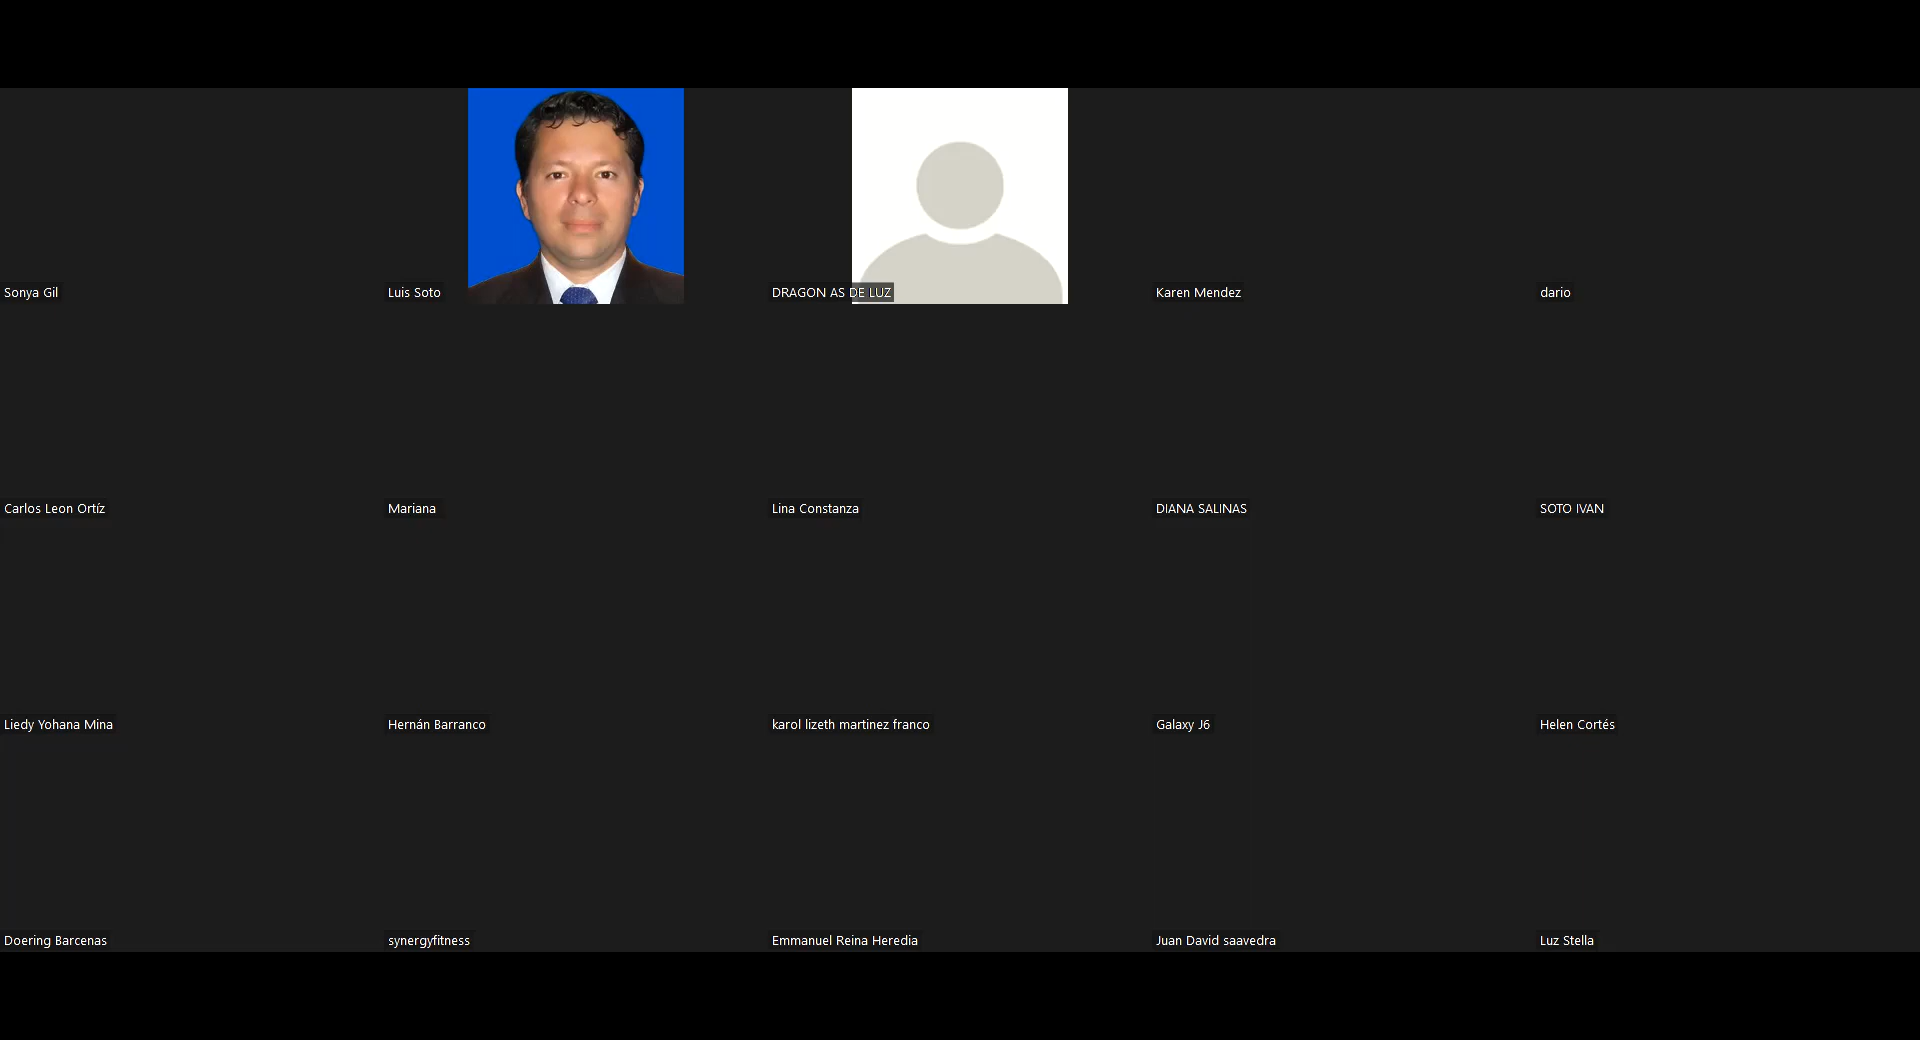 Sonya Gil
Luis Soto
DRAGON AS DE LUZ
Karen Mendez
dario
Carlos Leon Ortíz
Mariana
Lina Constanza
DIANA SALINAS
SOTO IVAN
Liedy Yohana Mina
Hernán Barranco
karol lizeth martinez franco
Galaxy J6
Helen Cortés
Doering Barcenas
synergyfitness
Emmanuel Reina Heredia
Juan David saavedra
Luz Stella